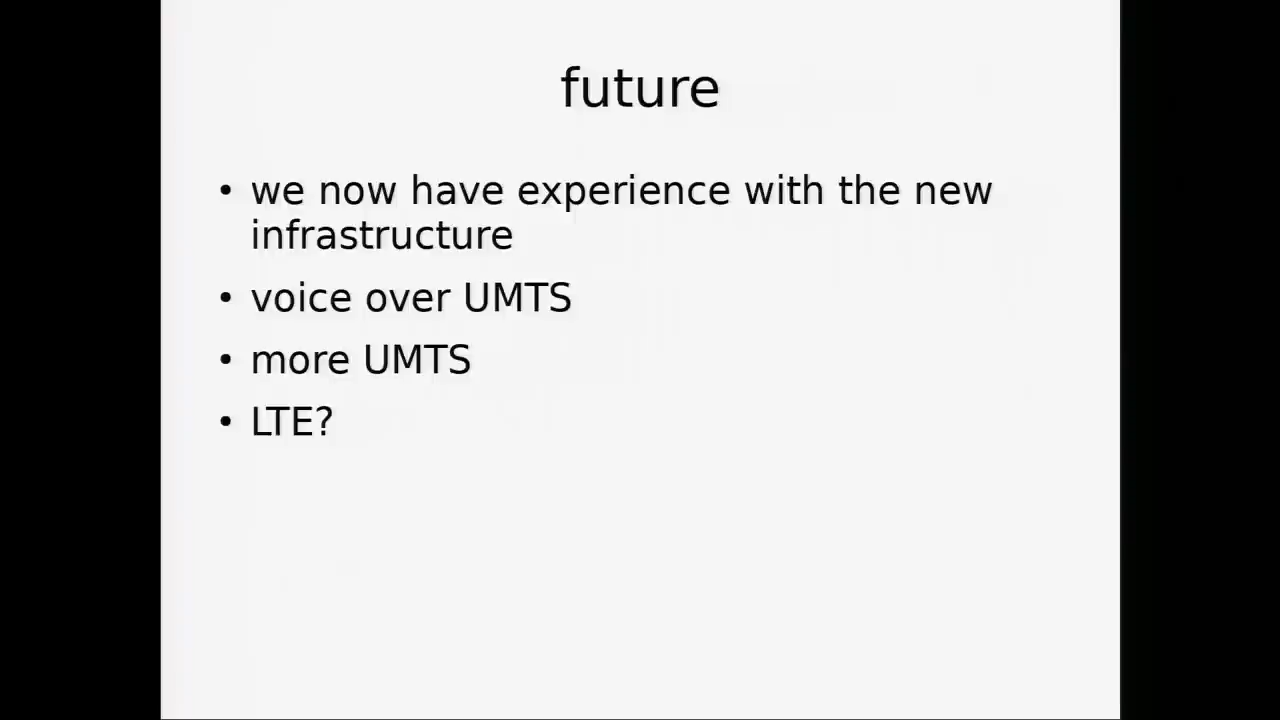 future
• we now have experience with the new
infrastructure
• voice over UMTS
• more UMTS
• LTE?